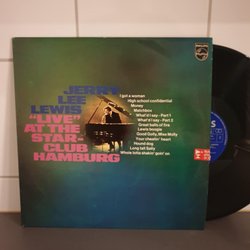 PHILIPS
JERRY
LEE
LEWIS
"LIVE"
AT THE
STAR-
CLUB
HAMBURG
I got a woman
High school confidential
Money
Matchbox
What'd I say - Part 1
What'd I say - Part 2
Great balls of fire
Lewis boogie
Good Golly, Miss Molly
Your cheatin' heart
Hound dog
Long tall Sally
Whole lotta shakin' goin' on